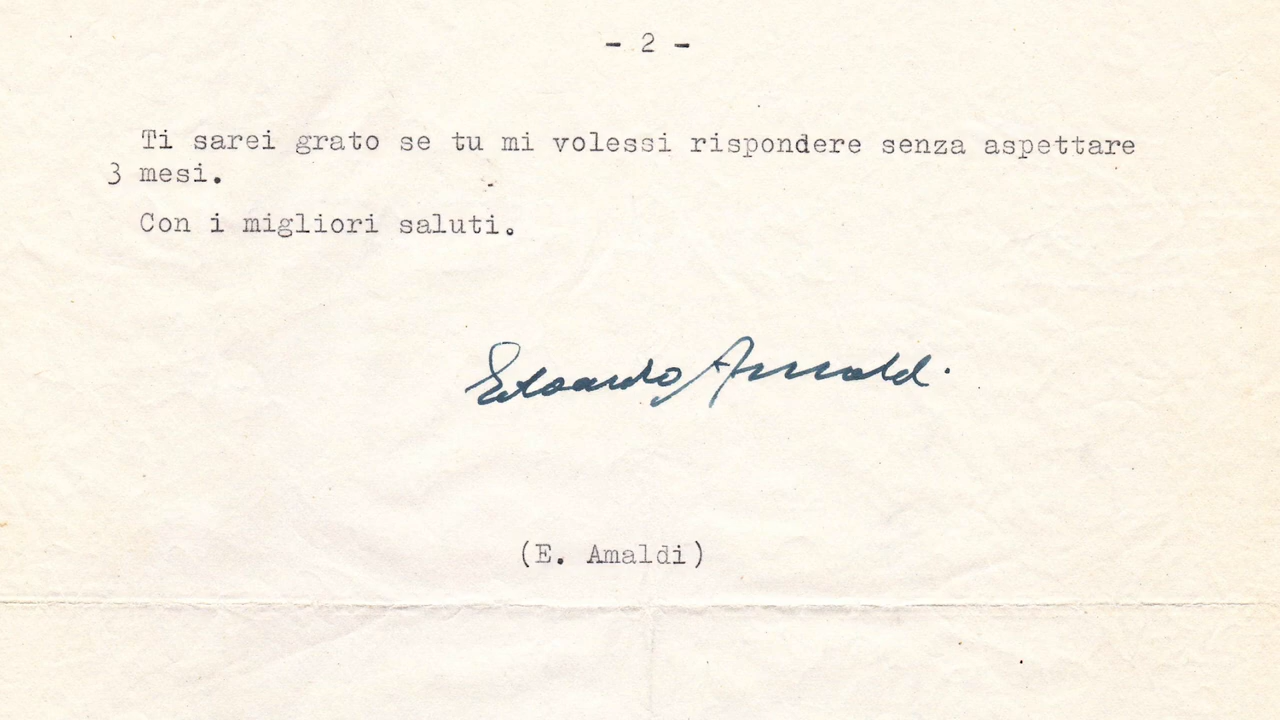 - 2 -
Ti sarei grato se tu mi volessi rispondere senza aspettare
3 mesi.
Con i migliori saluti.
Edoardo Amaldi
(E. Amaldi)